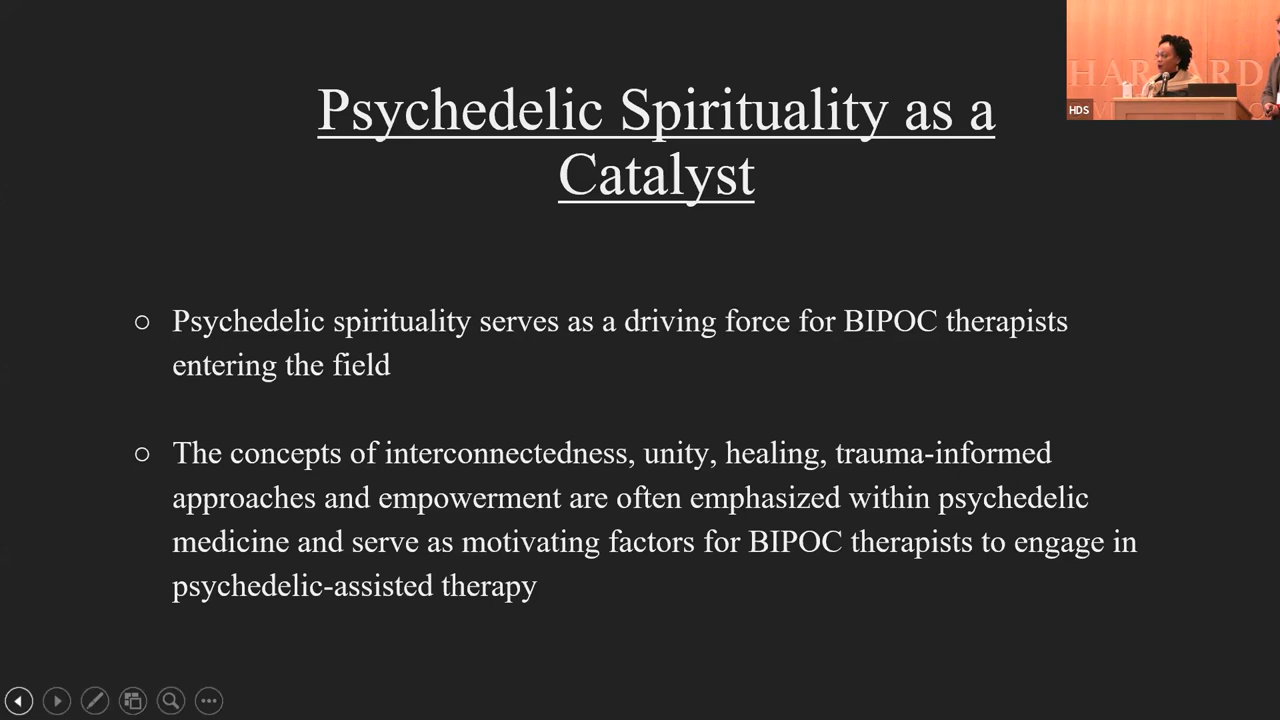 Psychedelic Spirituality as a
Catalyst
HARVARD
HDS
○ Psychedelic spirituality serves as a driving force for BIPOC therapists
entering the field
○ The concepts of interconnectedness, unity, healing, trauma-informed
approaches and empowerment are often emphasized within psychedelic
medicine and serve as motivating factors for BIPOC therapists to engage in
psychedelic-assisted therapy